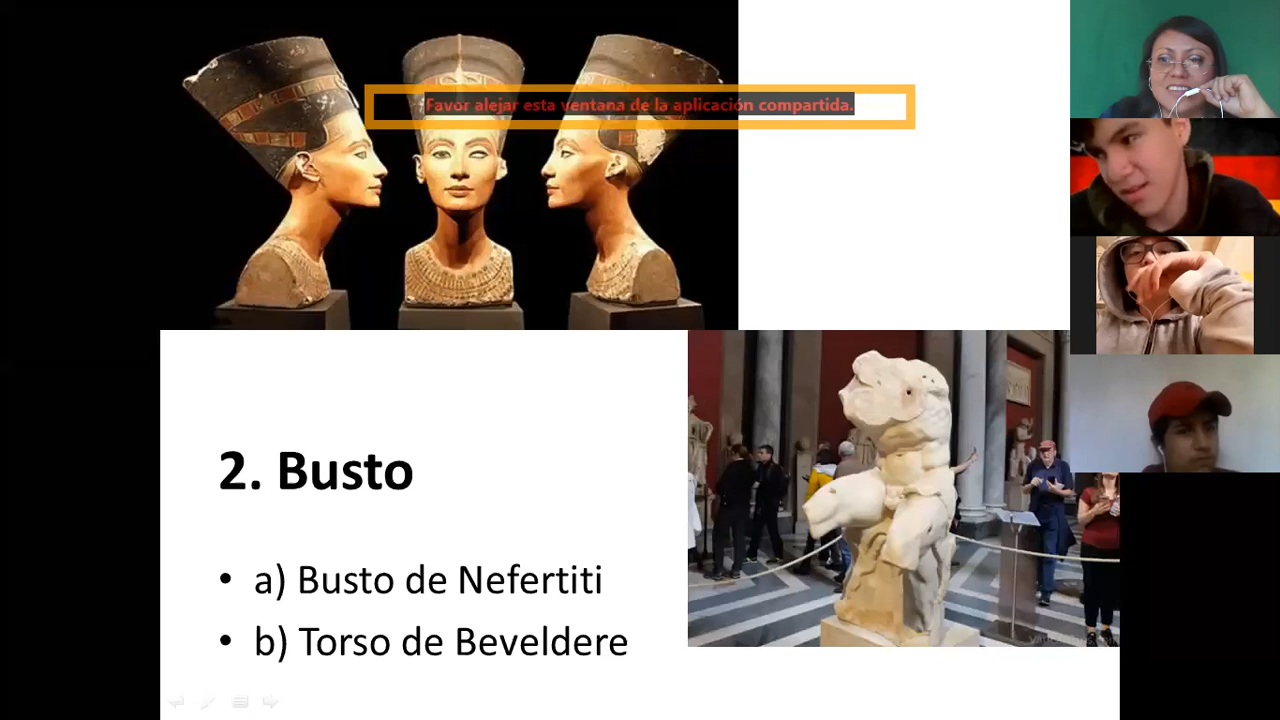 Favor alejar esta ventana de la aplicación compartida.
2. Busto
• a) Busto de Nefertiti
• b) Torso de Beveldere